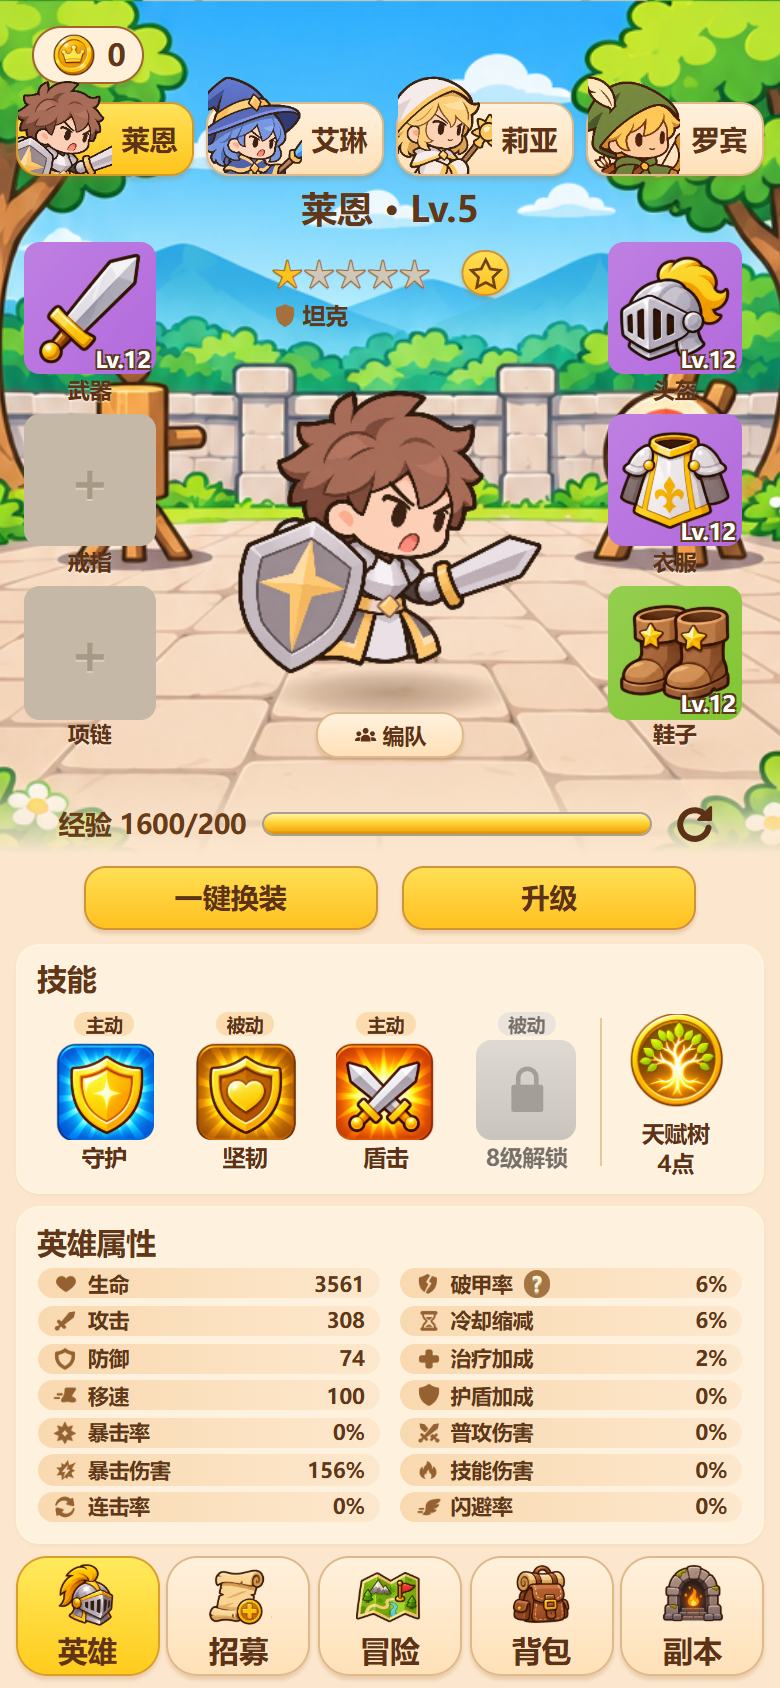 0
莱恩
艾琳
莉亚
罗宾
莱恩•Lv.5
坦克
Lv.12
武器
Lv.12
头盔
+
戒指
Lv.12
衣服
+
项链
Lv.12
鞋子
编队
经验 1600/200
一键换装
升级
技能
主动
被动
主动
被动
守护
坚韧
盾击
8级解锁
天赋树
4点
英雄属性
生命 3561
破甲率 ? 6%
攻击 308
冷却缩减 6%
防御 74
治疗加成 2%
移速 100
护盾加成 0%
暴击率 0%
普攻伤害 0%
暴击伤害 156%
技能伤害 0%
连击率 0%
闪避率 0%
英雄
招募
冒险
背包
副本